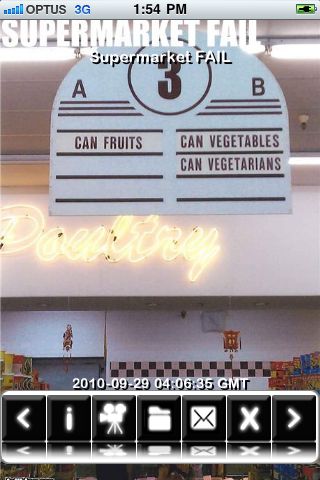 OPTUS 3G 1:54 PM
SUPERMARKET FAIL
Supermarket FAIL
3
A B
CAN FRUITS
CAN VEGETABLES
CAN VEGETARIANS
Poultry
2010-09-29 04:06:35 GMT